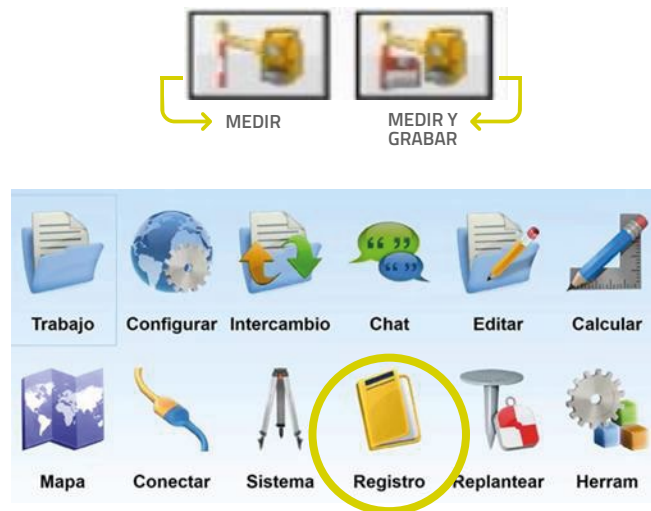 MEDIR
MEDIR Y
GRABAR
Trabajo
Configurar
Intercambio
Chat
Editar
Calcular
Mapa
Conectar
Sistema
Registro
Replantear
Herram